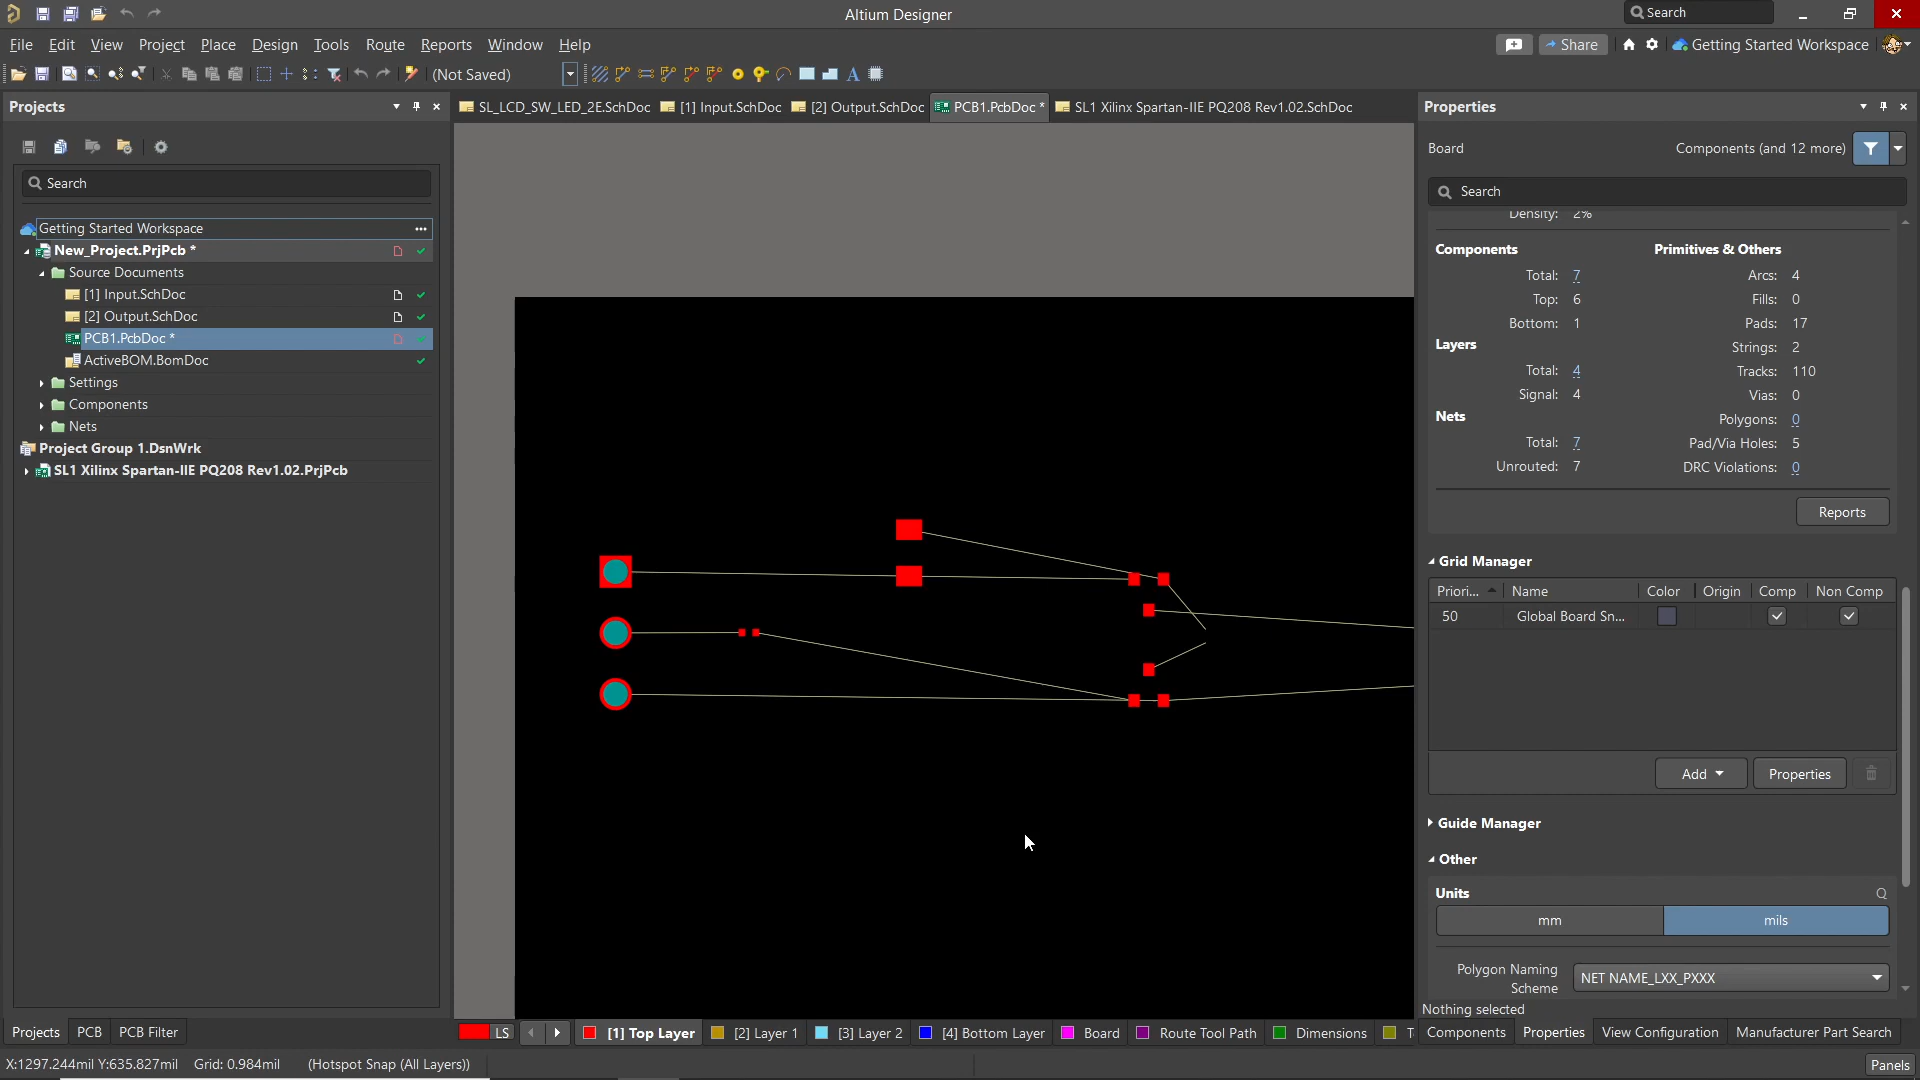 Altium Designer
Search
File Edit View Project Place Design Tools Route Reports Window Help
Share
Getting Started Workspace
(Not Saved)
Projects
SL_LCD_SW_LED_2E.SchDoc
[1] Input.SchDoc
[2] Output.SchDoc
PCB1.PcbDoc *
SL1 Xilinx Spartan-IIE PQ208 Rev1.02.SchDoc
Properties
Search
Getting Started Workspace
New_Project.PrjPcb *
Source Documents
[1] Input.SchDoc
[2] Output.SchDoc
PCB1.PcbDoc *
ActiveBOM.BomDoc
Settings
Components
Nets
Project Group 1.DsnWrk
SL1 Xilinx Spartan-IIE PQ208 Rev1.02.PrjPcb
Board
Components (and 12 more)
Search
Density: 2%
Components
Total: 7
Top: 6
Bottom: 1
Layers
Total: 4
Signal: 4
Nets
Total: 7
Unrouted: 7
Primitives & Others
Arcs: 4
Fills: 0
Pads: 17
Strings: 2
Tracks: 110
Vias: 0
Polygons: 0
Pad/Via Holes: 5
DRC Violations: 0
Reports
Grid Manager
Priori... Name Color Origin Comp Non Comp
50 Global Board Sn...
Add
Properties
Guide Manager
Other
Units
mm mils
Polygon Naming
Scheme
NET NAME_LXX_PXXX
Nothing selected
Projects PCB PCB Filter
LS [1] Top Layer [2] Layer 1 [3] Layer 2 [4] Bottom Layer Board Route Tool Path Dimensions T
Components Properties View Configuration Manufacturer Part Search
X:1297.244mil Y:635.827mil Grid: 0.984mil (Hotspot Snap (All Layers))
Panels